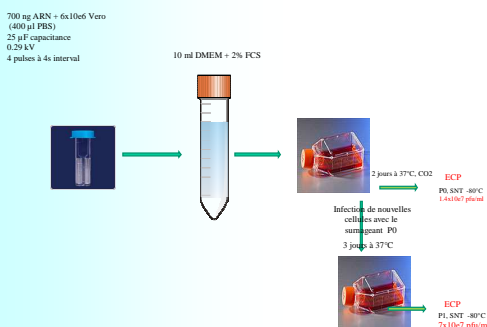 700 ng ARN + 6x10e6 Vero
(400 µl PBS)
25 µF capacitance
0.29 kV
4 pulses à 4s interval
10 ml DMEM + 2% FCS
2 jours à 37°C, CO2
ECP
P0, SNT -80°C
1.4x10e7 pfu/ml
Infection de nouvelles
cellules avec le
surnageant P0
3 jours à 37°C
ECP
P1, SNT -80°C
7x10e7 pfu/m